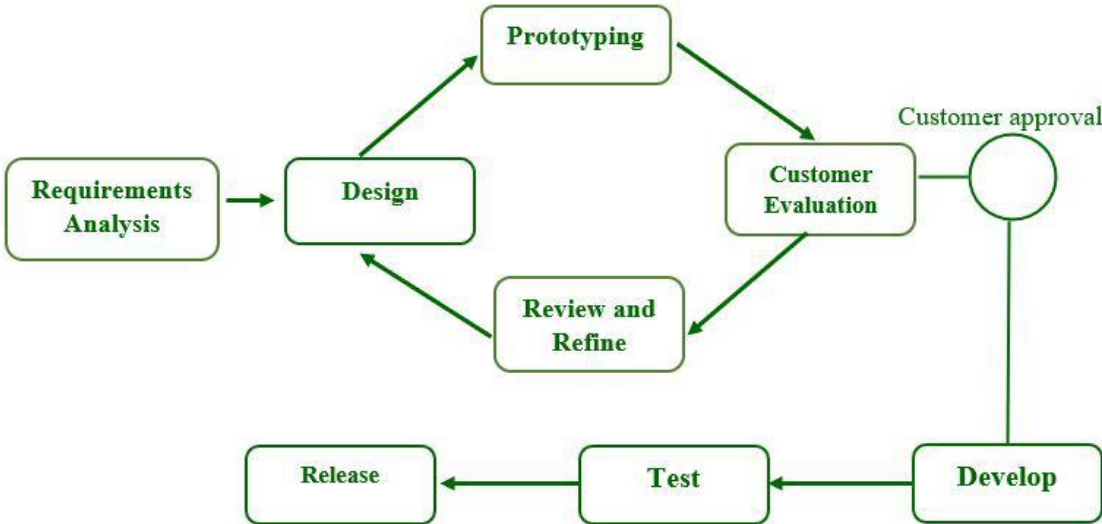 Prototyping
Customer approval
Requirements
Analysis
Design
Customer
Evaluation
Review and
Refine
Release
Test
Develop